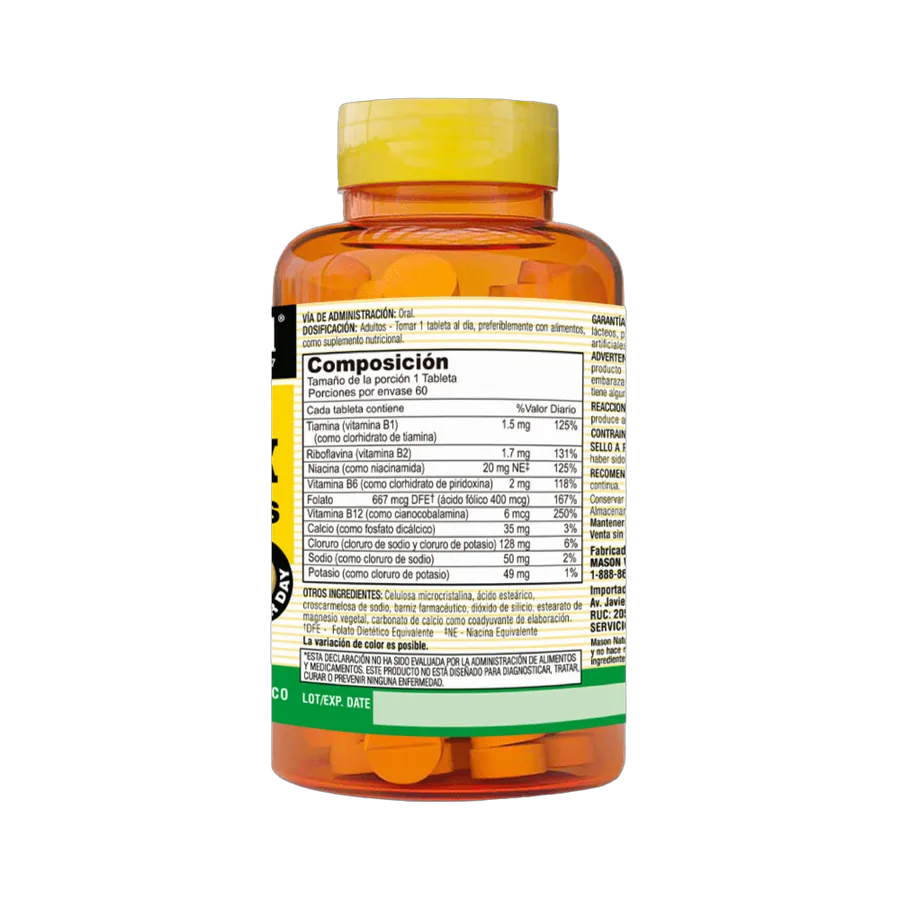 VÍA DE ADMINISTRACIÓN: Oral.
DOSIFICACIÓN: Adultos - Tomar 1 tableta al día, preferiblemente con alimentos,
como suplemento nutricional.
Composición
Tamaño de la porción 1 Tableta
Porciones por envase 60
Cada tableta contiene %Valor Diario
Tiamina (vitamina B1) 1.5 mg 125%
(como clorhidrato de tiamina)
Riboflavina (vitamina B2) 1.7 mg 131%
Niacina (como niacinamida) 20 mg NE‡ 125%
Vitamina B6 (como clorhidrato de piridoxina) 2 mg 118%
Folato 667 mcg DFE† (ácido fólico 400 mcg) 167%
Vitamina B12 (como cianocobalamina) 6 mcg 250%
Calcio (como fosfato dicálcico) 35 mg 3%
Cloruro (cloruro de sodio y cloruro de potasio) 128 mg 6%
Sodio (como cloruro de sodio) 50 mg 2%
Potasio (como cloruro de potasio) 49 mg 1%
OTROS INGREDIENTES: Celulosa microcristalina, ácido esteárico,
croscarmelosa de sodio, barniz farmacéutico, dióxido de silicio, estearato de
magnesio vegetal, carbonato de calcio como coadyuvante de elaboración.
†DFE - Folato Dietético Equivalente ‡NE - Niacina Equivalente
La variación de color es posible.
*ESTA DECLARACIÓN NO HA SIDO EVALUADA POR LA ADMINISTRACIÓN DE ALIMENTOS
Y MEDICAMENTOS. ESTE PRODUCTO NO ESTÁ DISEÑADO PARA DIAGNOSTICAR, TRATAR,
CURAR O PREVENIR NINGUNA ENFERMEDAD.
LOT/EXP. DATE
DAY
CO
GARANTÍA
lácteos, p
artificiales
ADVERTEN
producto
embaraza
tiene algur
REACCION
produce a
CONTRAIN
SELLO A
haber sido
RECOMEN
continua.
Conservar
Almacenar
Mantener
Venta sin
Fabricad
MASON V
1-888-86
Importad
Av. Javie
RUC: 205
SERVICIO
Mason Natu
y no hace
ingredientes